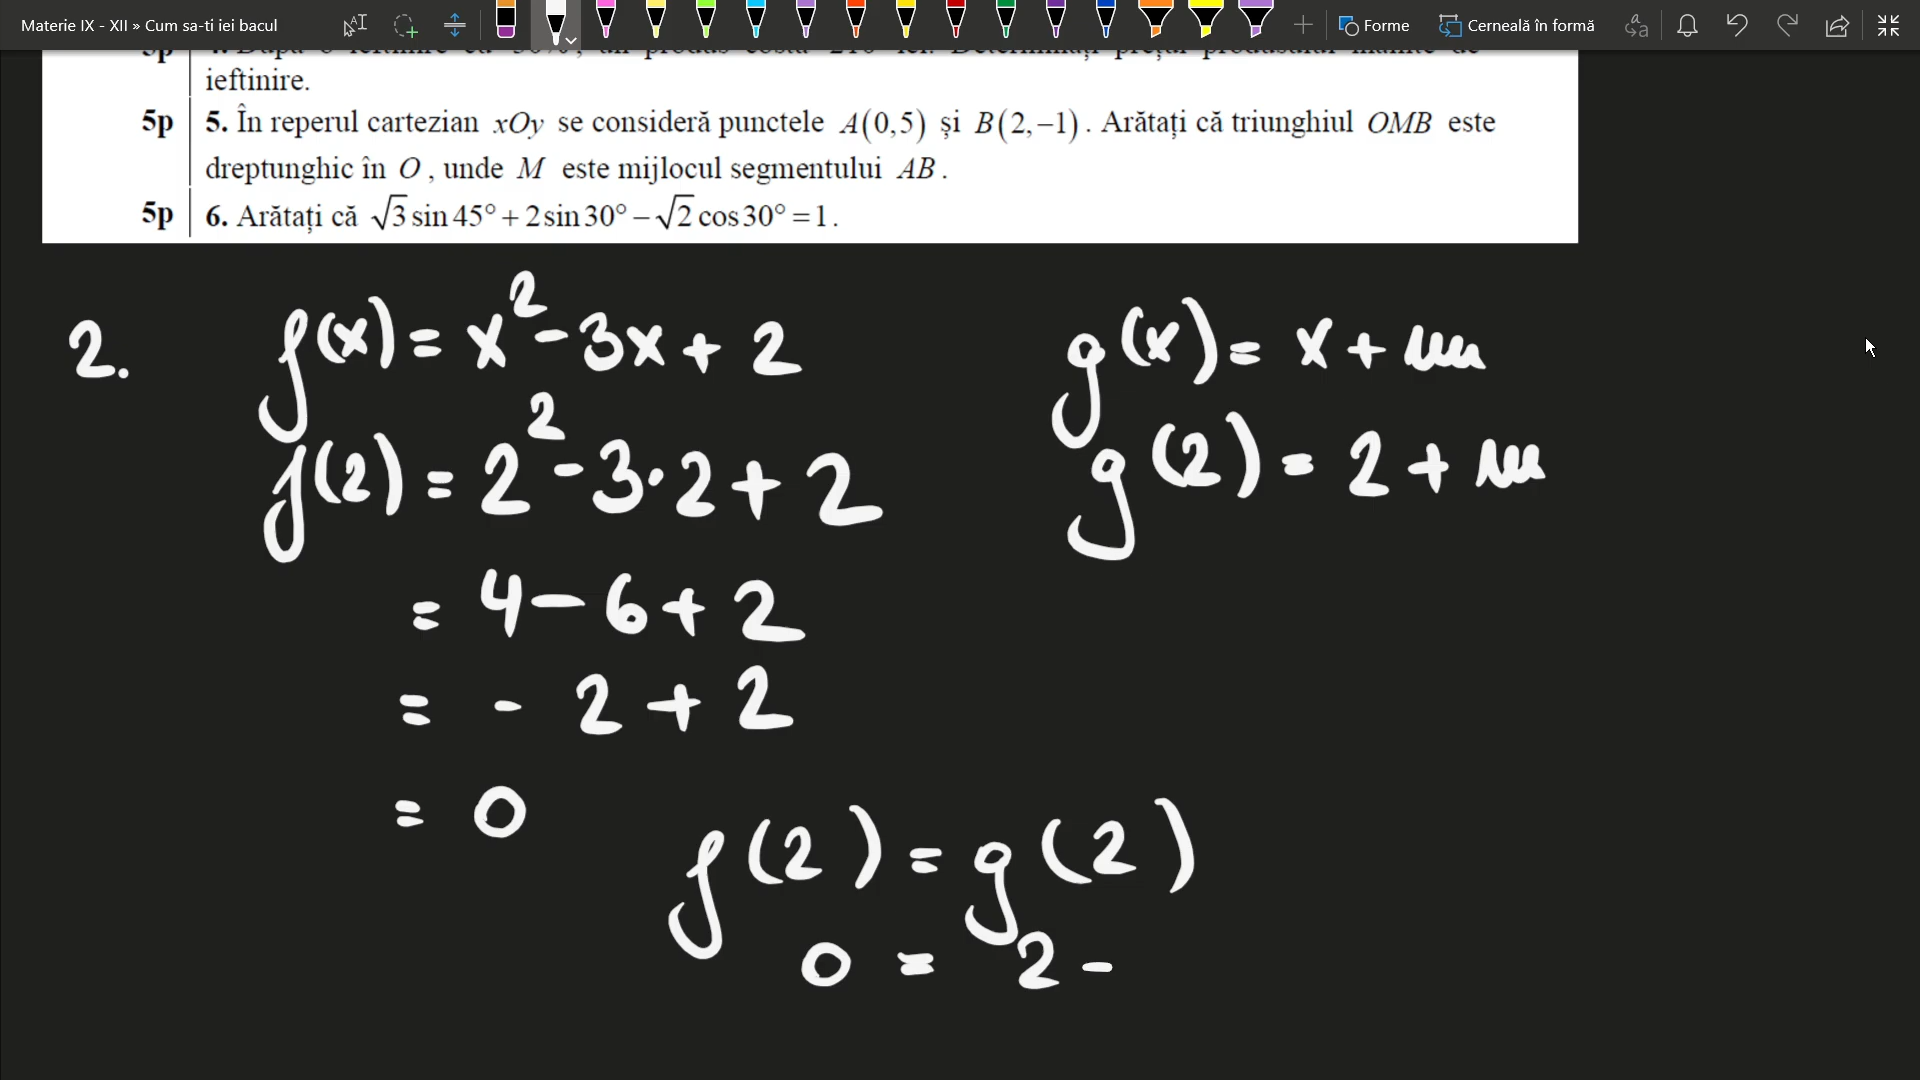 Materie IX - XII » Cum sa-ti iei bacul
Forme
Cerneală în formă
ieftinire.
5p 5. În reperul cartezian xOy se consideră punctele A(0,5) și B(2,−1). Arătați că triunghiul OMB este
dreptunghic în O, unde M este mijlocul segmentului AB.
5p 6. Arătați că √3 sin 45° + 2 sin 30° − √2 cos 30° = 1.
2. f(x) = x² - 3x + 2 g(x) = x + m
f(2) = 2² - 3·2 + 2 g(2) = 2 + m
= 4 - 6 + 2
= - 2 + 2
= 0
f(2) = g(2)
0 = 2 -